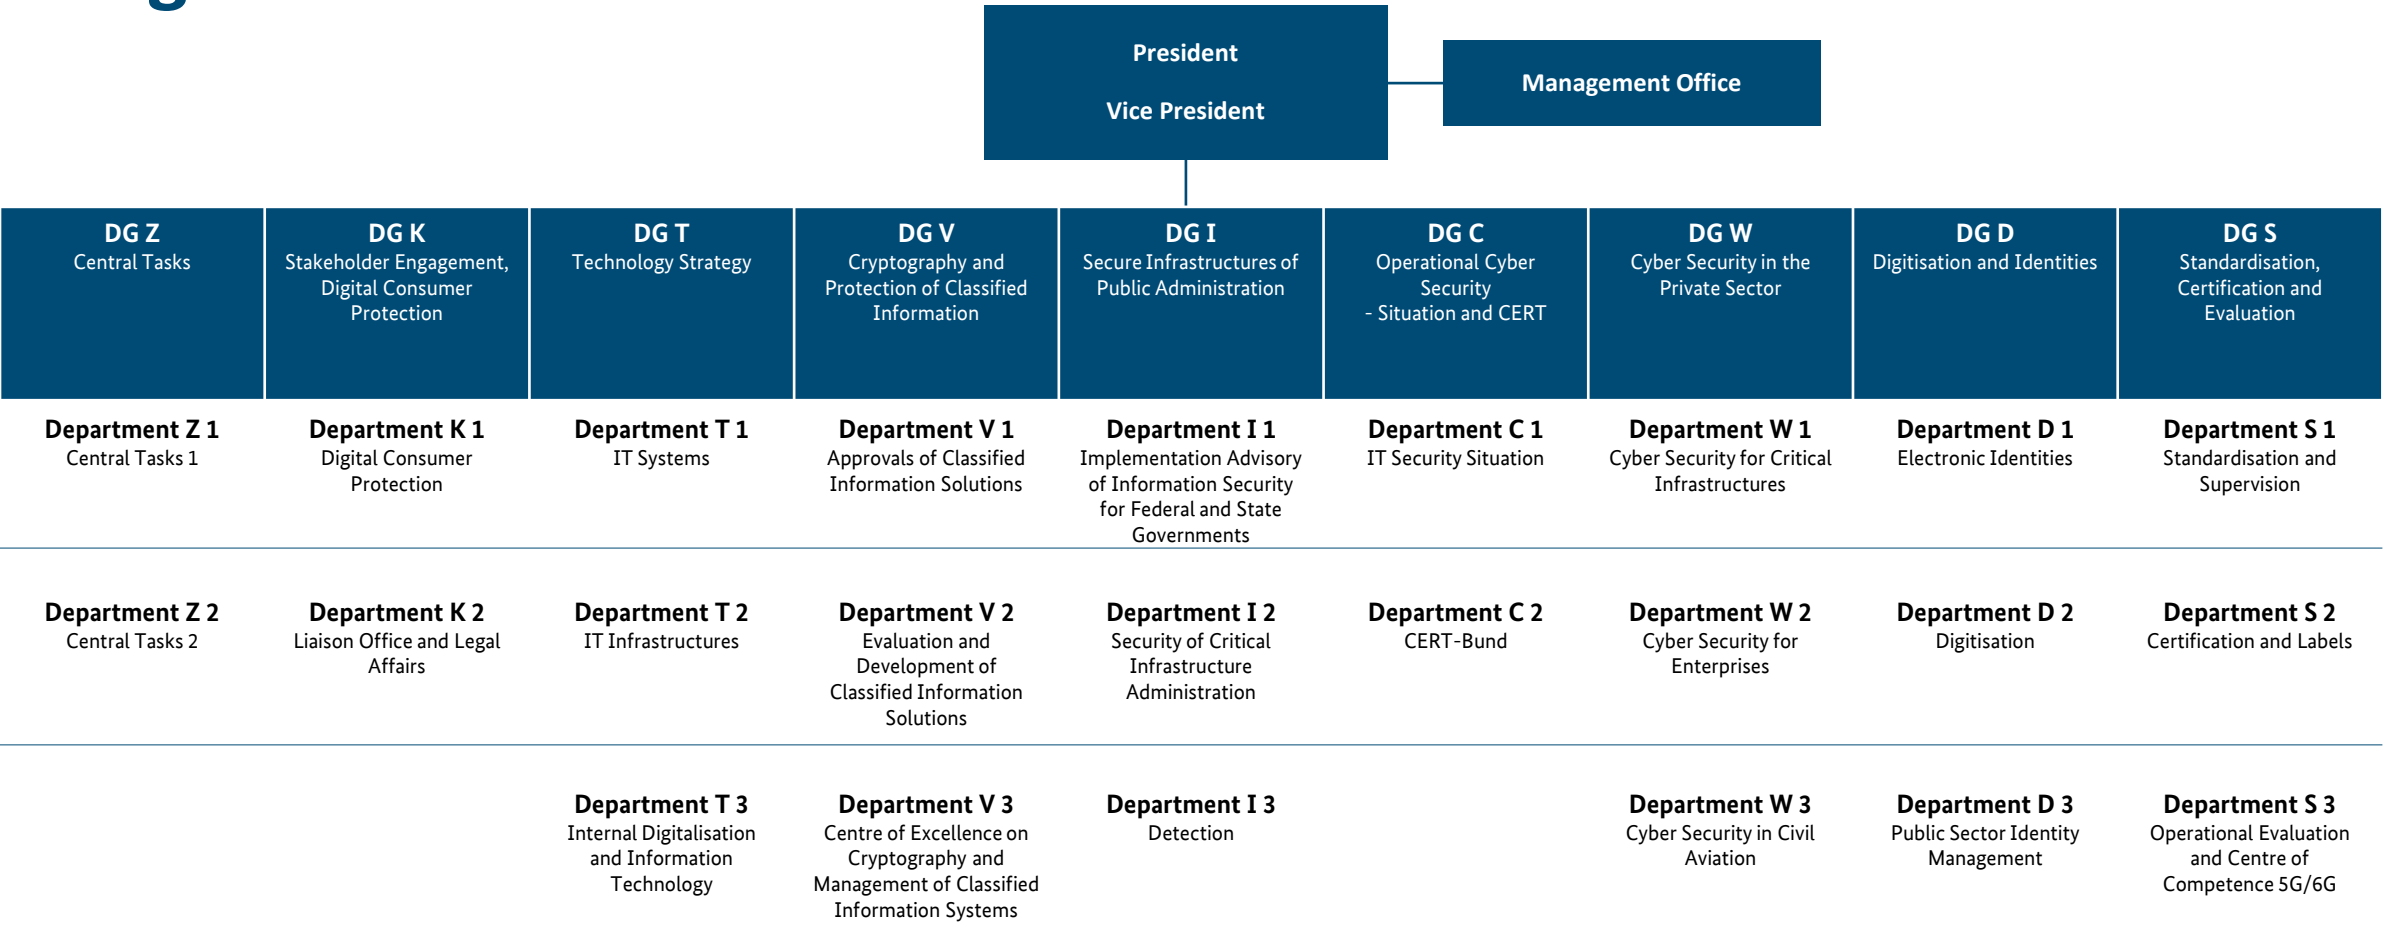 President
Vice President
Management Office
DG Z
Central Tasks
DG K
Stakeholder Engagement,
Digital Consumer
Protection
DG T
Technology Strategy
DG V
Cryptography and
Protection of Classified
Information
DG I
Secure Infrastructures of
Public Administration
DG C
Operational Cyber
Security
- Situation and CERT
DG W
Cyber Security in the
Private Sector
DG D
Digitisation and Identities
DG S
Standardisation,
Certification and
Evaluation
Department Z 1
Central Tasks 1
Department K 1
Digital Consumer
Protection
Department T 1
IT Systems
Department V 1
Approvals of Classified
Information Solutions
Department I 1
Implementation Advisory
of Information Security
for Federal and State
Governments
Department C 1
IT Security Situation
Department W 1
Cyber Security for Critical
Infrastructures
Department D 1
Electronic Identities
Department S 1
Standardisation and
Supervision
Department Z 2
Central Tasks 2
Department K 2
Liaison Office and Legal
Affairs
Department T 2
IT Infrastructures
Department V 2
Evaluation and
Development of
Classified Information
Solutions
Department I 2
Security of Critical
Infrastructure
Administration
Department C 2
CERT-Bund
Department W 2
Cyber Security for
Enterprises
Department D 2
Digitisation
Department S 2
Certification and Labels
Department T 3
Internal Digitalisation
and Information
Technology
Department V 3
Centre of Excellence on
Cryptography and
Management of Classified
Information Systems
Department I 3
Detection
Department W 3
Cyber Security in Civil
Aviation
Department D 3
Public Sector Identity
Management
Department S 3
Operational Evaluation
and Centre of
Competence 5G/6G